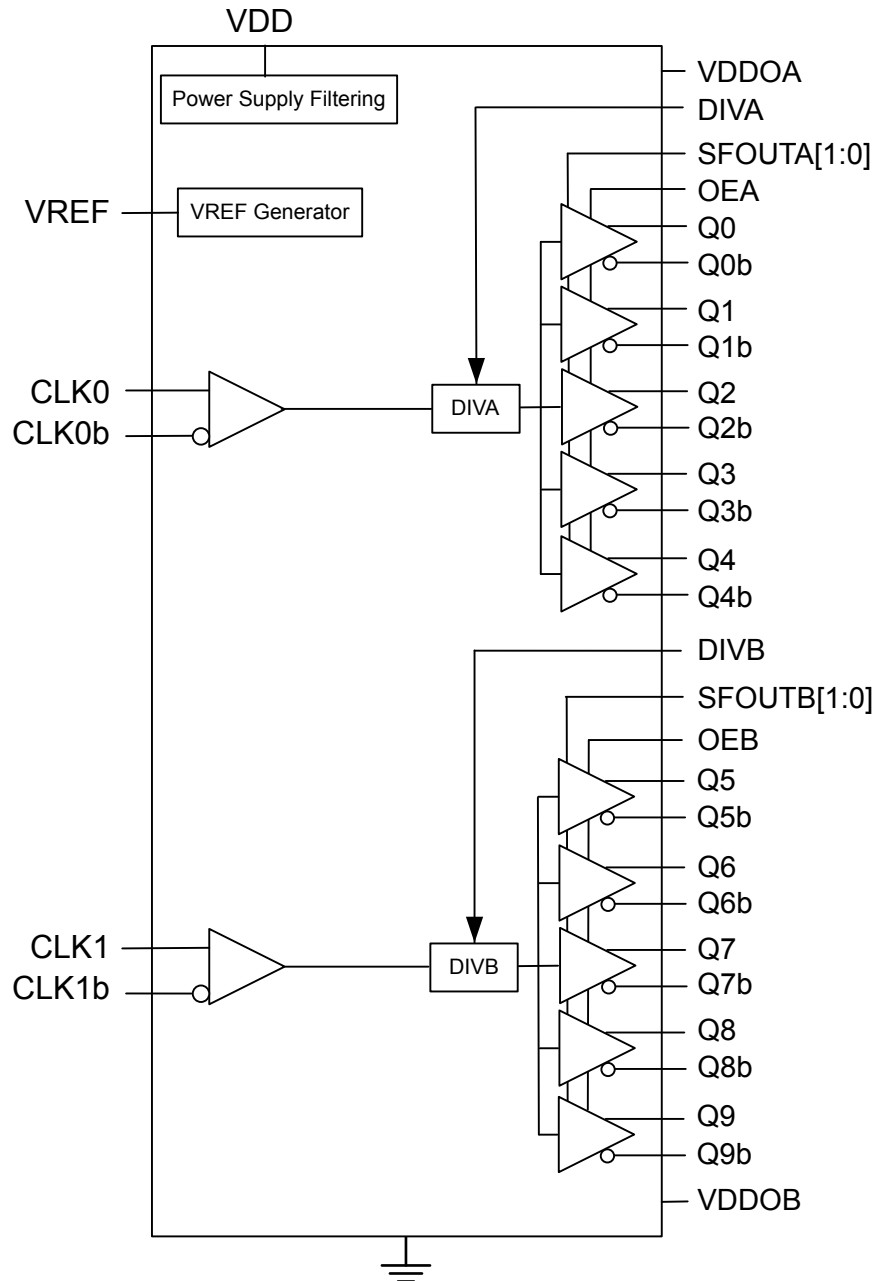 VDD
Power Supply Filtering
VDDOA
DIVA
SFOUTA[1:0]
OEA
VREF
VREF Generator
Q0
Q0b
Q1
Q1b
CLK0
CLK0b
DIVA
Q2
Q2b
Q3
Q3b
Q4
Q4b
DIVB
SFOUTB[1:0]
OEB
Q5
Q5b
Q6
Q6b
CLK1
CLK1b
DIVB
Q7
Q7b
Q8
Q8b
Q9
Q9b
VDDOB